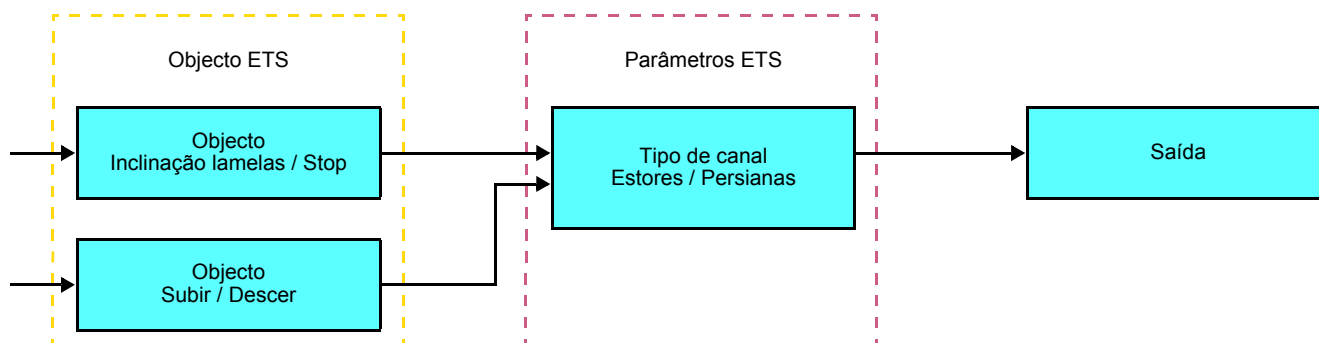 Objecto ETS
Parâmetros ETS
Objecto
Inclinação lamelas / Stop
Tipo de canal
Estores / Persianas
Saída
Objecto
Subir / Descer